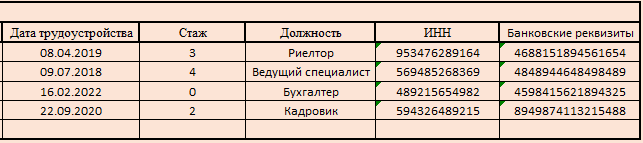 Дата трудоустройства Стаж Должность ИНН Банковские реквизиты
08.04.2019 3 Риелтор 953476289164 4688151894561654
09.07.2018 4 Ведущий специалист 569485268369 4848944648498489
16.02.2022 0 Бухгалтер 489215654982 4598415621894325
22.09.2020 2 Кадровик 594326489215 8949874113215488